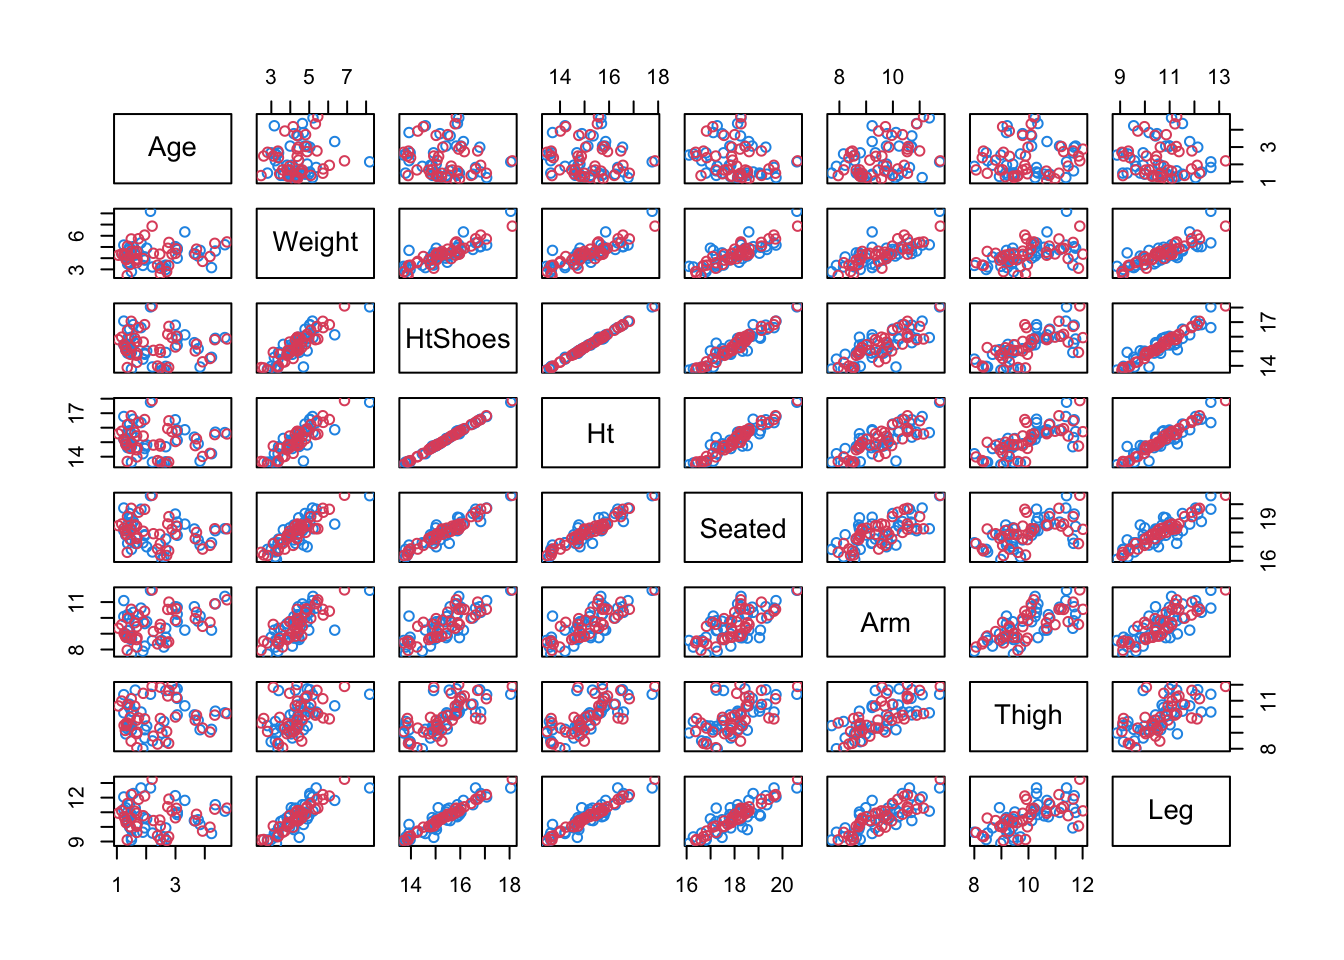 3 5 7 14 16 18 8 10 9 11 13
Age 1 3
3 6 Weight
HtShoes 14 17
14 17 Ht
Seated 16 19
8 11 Arm
Thigh 8 11
9 12 Leg
1 3 14 16 18 16 18 20 8 10 12